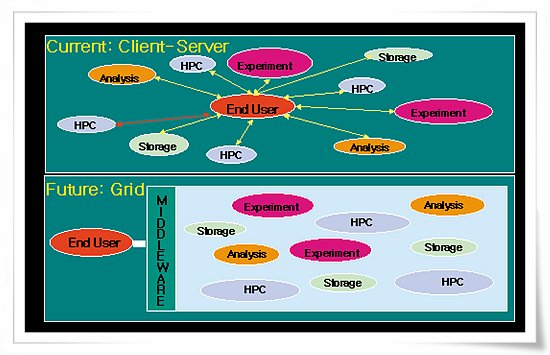 Current: Client-Server
HPC
Experiment
Storage
Analysis
HPC
End User
Experiment
HPC
Storage
HPC
Analysis
Future: Grid
MIDDLEWARE
End User
Experiment
Analysis
HPC
Storage
Analysis
Experiment
Storage
HPC
Storage
HPC